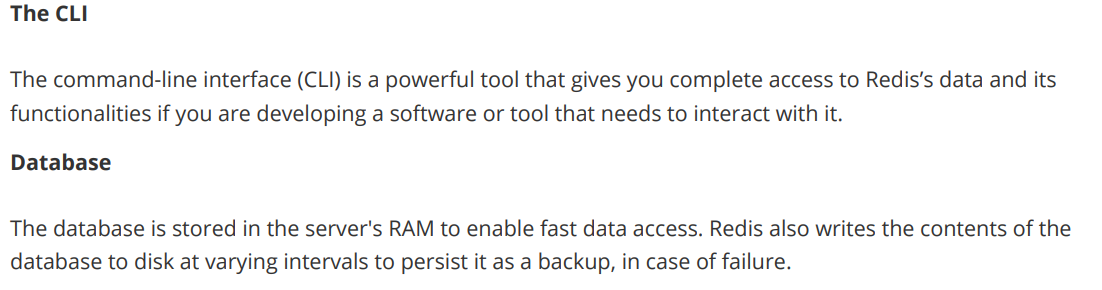 The CLI
The command-line interface (CLI) is a powerful tool that gives you complete access to Redis’s data and its
functionalities if you are developing a software or tool that needs to interact with it.
Database
The database is stored in the server's RAM to enable fast data access. Redis also writes the contents of the
database to disk at varying intervals to persist it as a backup, in case of failure.